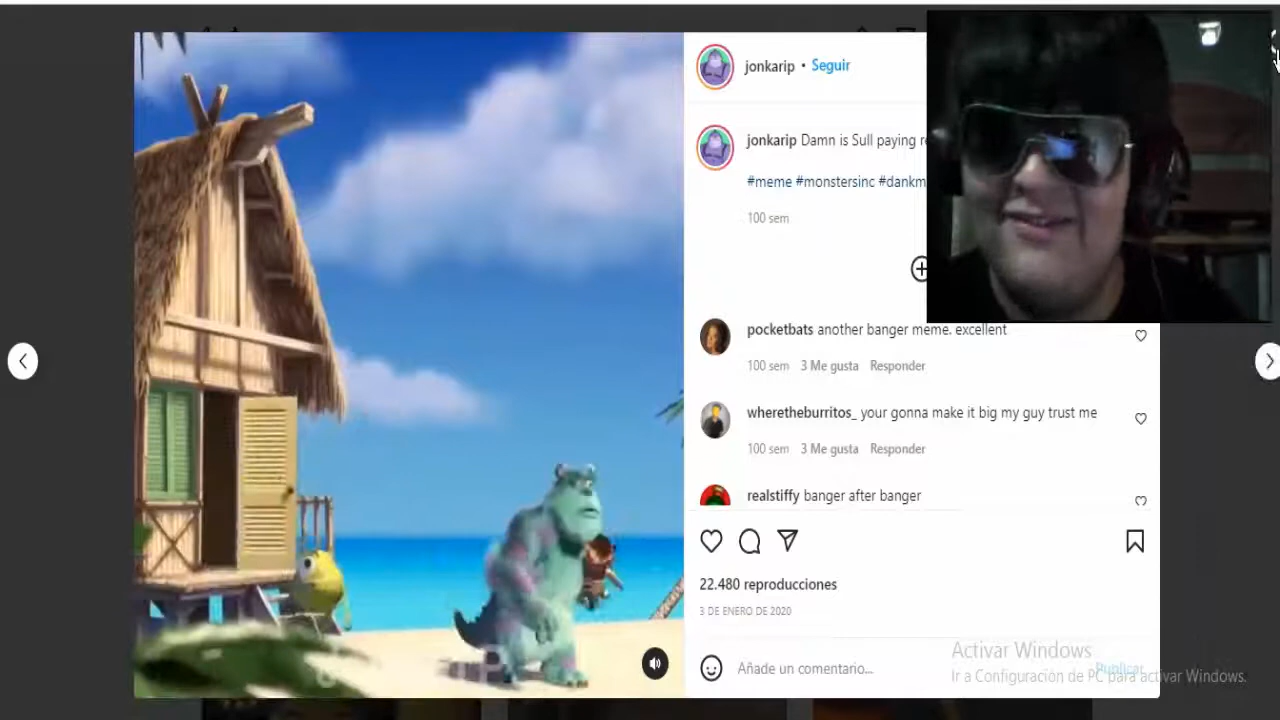 jonkarip • Seguir
jonkarip Damn is Sull paying
#meme #monstersinc #dankm
100 sem
pocketbats another banger meme. excellent
100 sem 3 Me gusta Responder
wheretheburritos_ your gonna make it big my guy trust me
100 sem 3 Me gusta Responder
realstiffy banger after banger
22.480 reproducciones
3 DE ENERO DE 2020
Añade un comentario...
Publicar
Activar Windows
Ir a Configuración de PC para activar Windows.